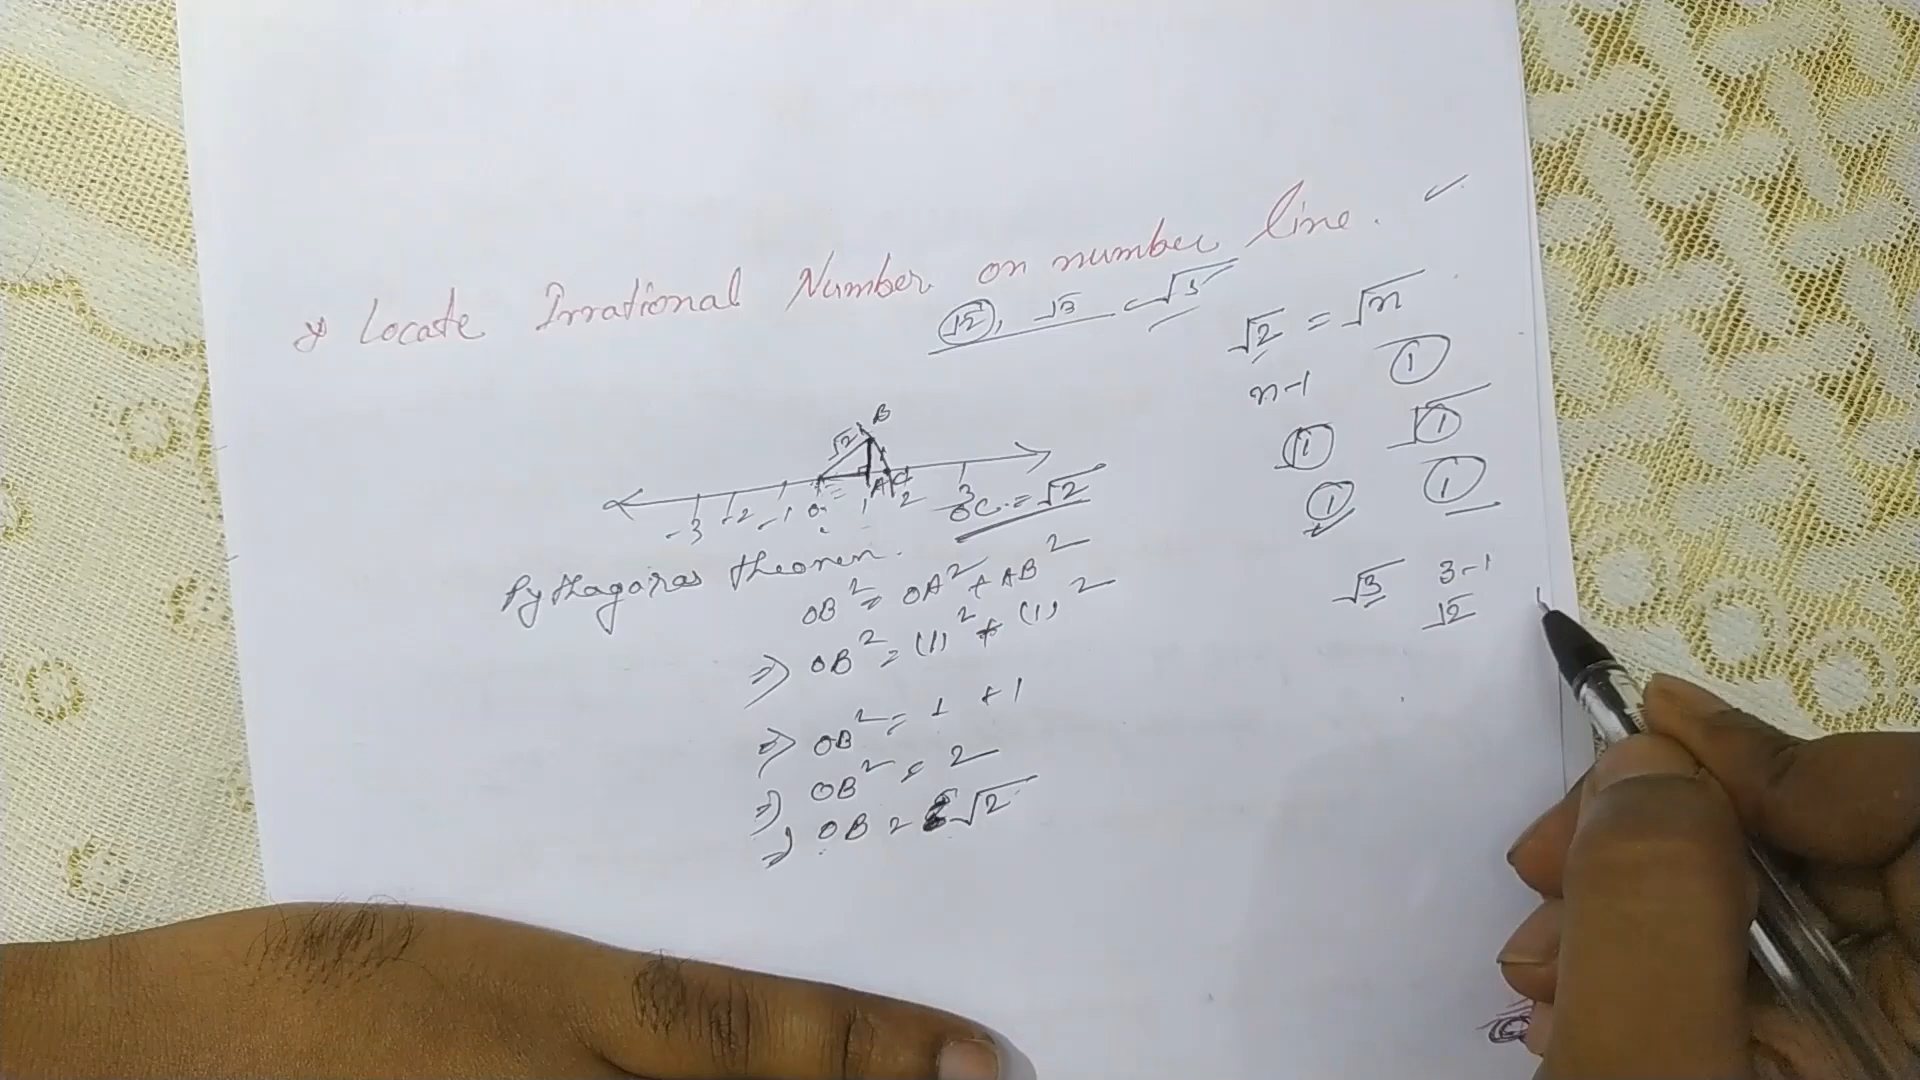 * Locate Irrational Number on number line.
√2, √3 √5
√2 = √n
n-1 1
1 √1
1 1
B
√2
A C
-3 -2 -1 0 1 2 3
OC = √2
Pythagoras theorem.
OB² = OA² + AB²
⇒ OB² = (1)² + (1)²
⇒ OB² = 1 + 1
⇒ OB² = 2
⇒ OB = √2
√3 3-1
√2